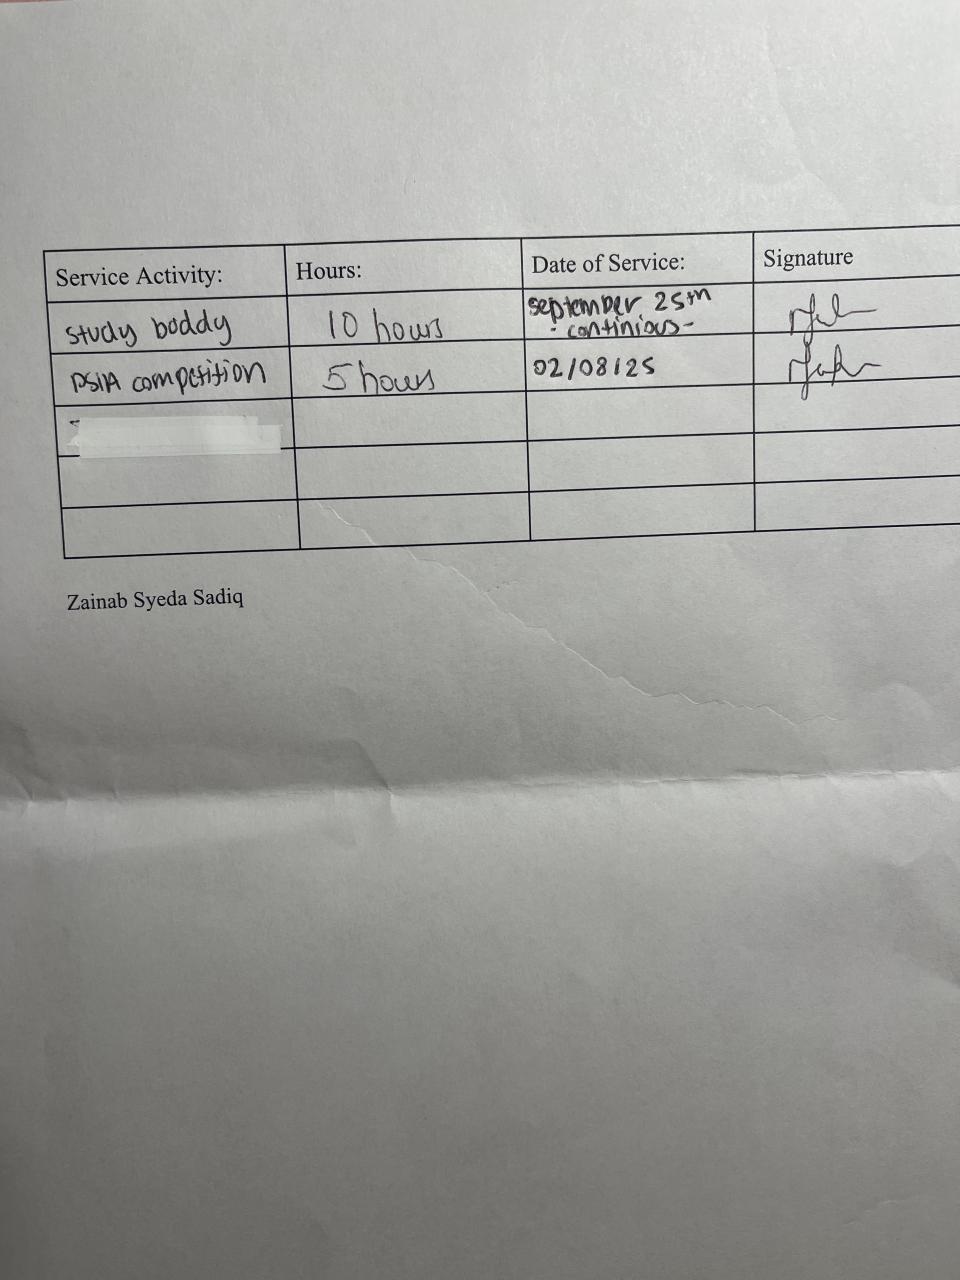 Service Activity: Hours: Date of Service: Signature
study boddy 10 hours september 25th
- continious-
PSIA competition 5 hours 02/08/25
Zainab Syeda Sadiq